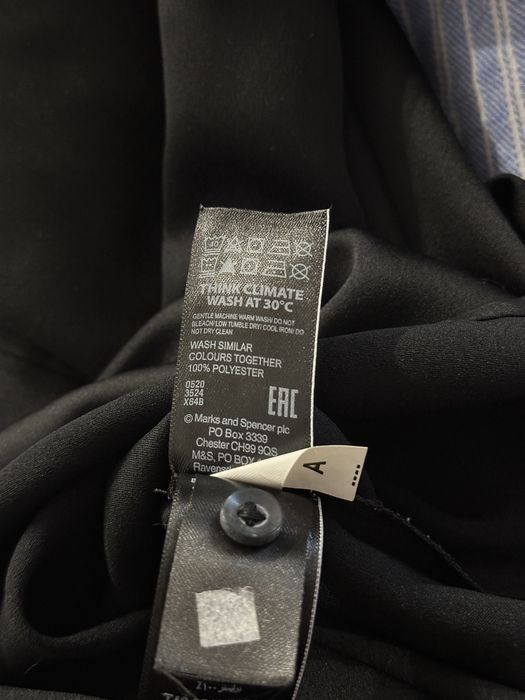 THINK CLIMATE
WASH AT 30°C
GENTLE MACHINE WARM WASH/ DO NOT
BLEACH/ LOW TUMBLE DRY/ COOL IRON/ DO
NOT DRY CLEAN
WASH SIMILAR
COLOURS TOGETHER
100% POLYESTER
0520
3524
X84B
EAC
© Marks and Spencer plc
PO Box 3339
Chester CH99 9QS
M&S, PO BOX
A